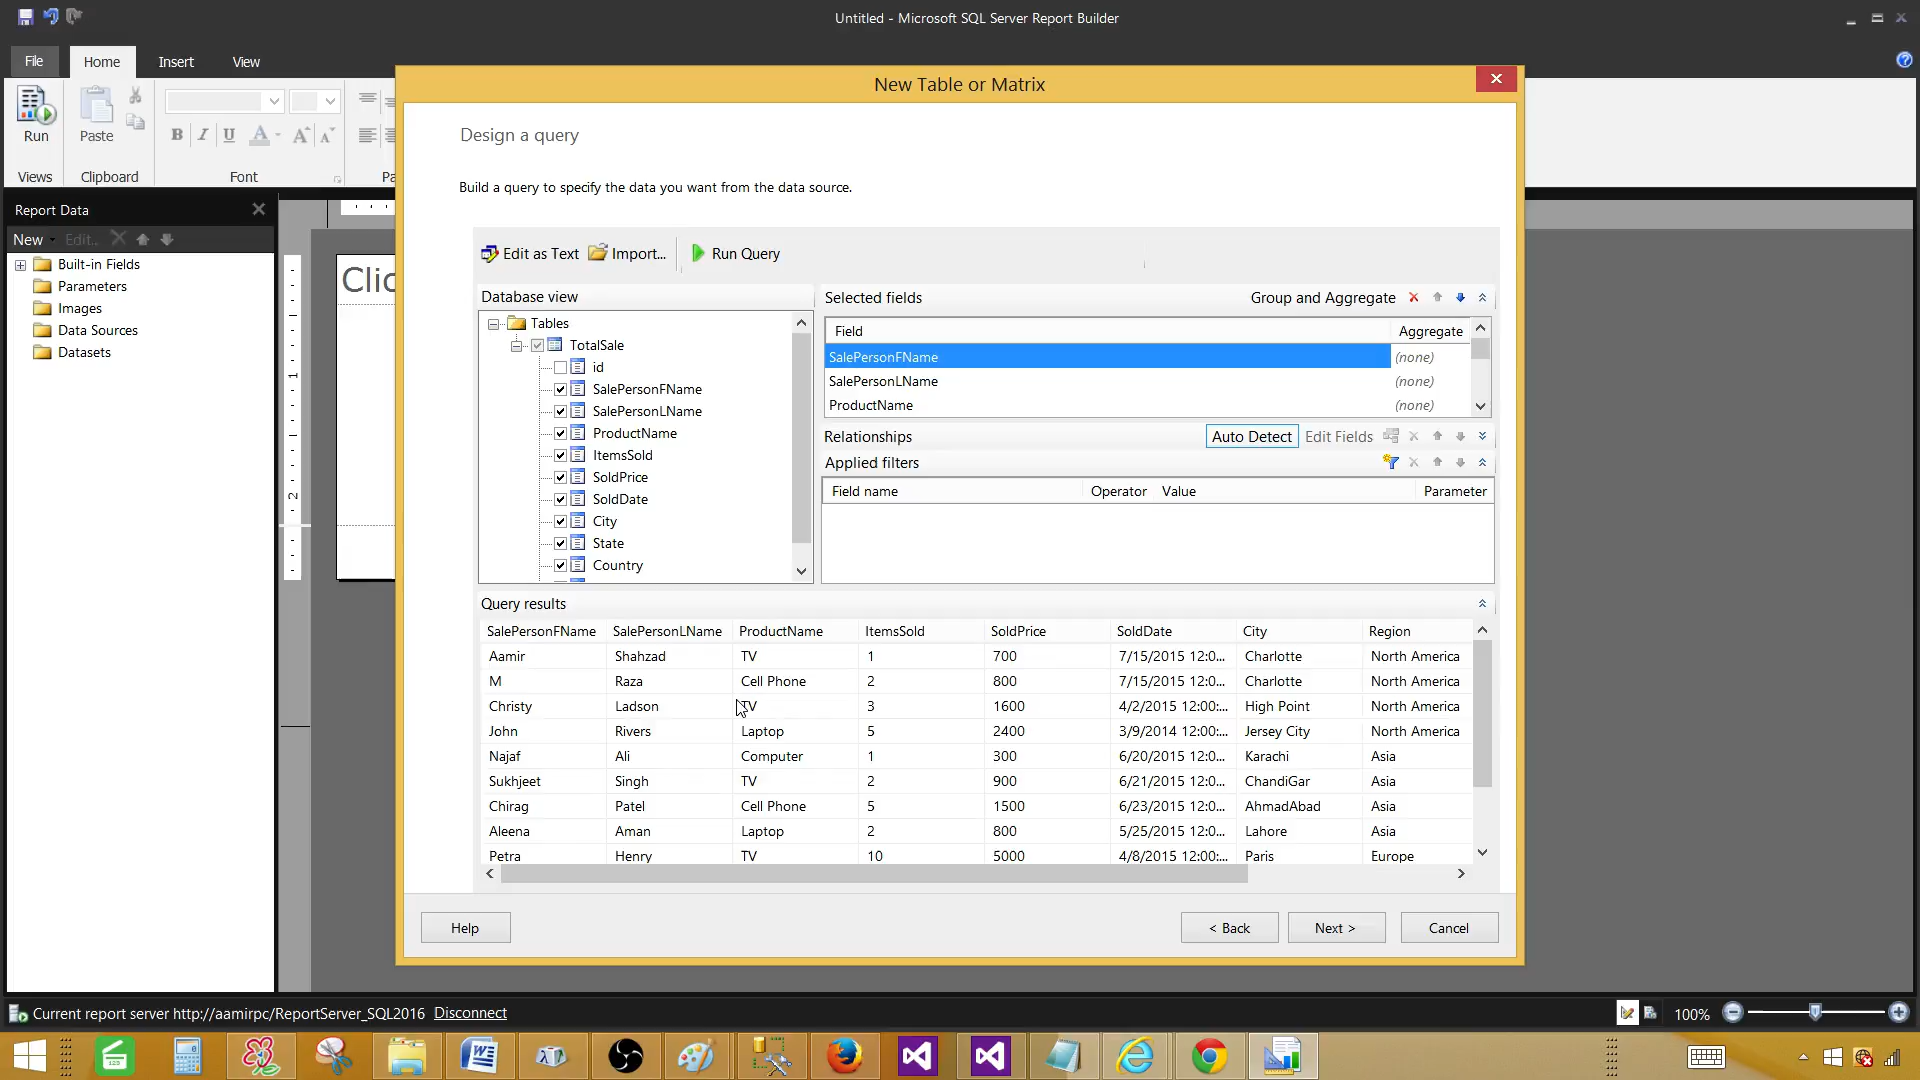 Untitled - Microsoft SQL Server Report Builder
File Home Insert View
Run
Paste
B I U A A A
Views Clipboard Font Pa
New Table or Matrix
Design a query
Build a query to specify the data you want from the data source.
Report Data
New Edit...
Built-in Fields
Parameters
Images
Data Sources
Datasets
Clic
1
2
Edit as Text Import... Run Query
Database view
Tables
TotalSale
id
SalePersonFName
SalePersonLName
ProductName
ItemsSold
SoldPrice
SoldDate
City
State
Country
Selected fields Group and Aggregate
Field Aggregate
SalePersonFName (none)
SalePersonLName (none)
ProductName (none)
Relationships Auto Detect Edit Fields
Applied filters
Field name Operator Value Parameter
Query results
SalePersonFName SalePersonLName ProductName ItemsSold SoldPrice SoldDate City Region
Aamir Shahzad TV 1 700 7/15/2015 12:0... Charlotte North America
M Raza Cell Phone 2 800 7/15/2015 12:0... Charlotte North America
Christy Ladson TV 3 1600 4/2/2015 12:00:... High Point North America
John Rivers Laptop 5 2400 3/9/2014 12:00:... Jersey City North America
Najaf Ali Computer 1 300 6/20/2015 12:0... Karachi Asia
Sukhjeet Singh TV 2 900 6/21/2015 12:0... ChandiGar Asia
Chirag Patel Cell Phone 5 1500 6/23/2015 12:0... AhmadAbad Asia
Aleena Aman Laptop 2 800 5/25/2015 12:0... Lahore Asia
Petra Henry TV 10 5000 4/8/2015 12:00:... Paris Europe
Help < Back Next > Cancel
Current report server http://aamirpc/ReportServer_SQL2016 Disconnect
100%